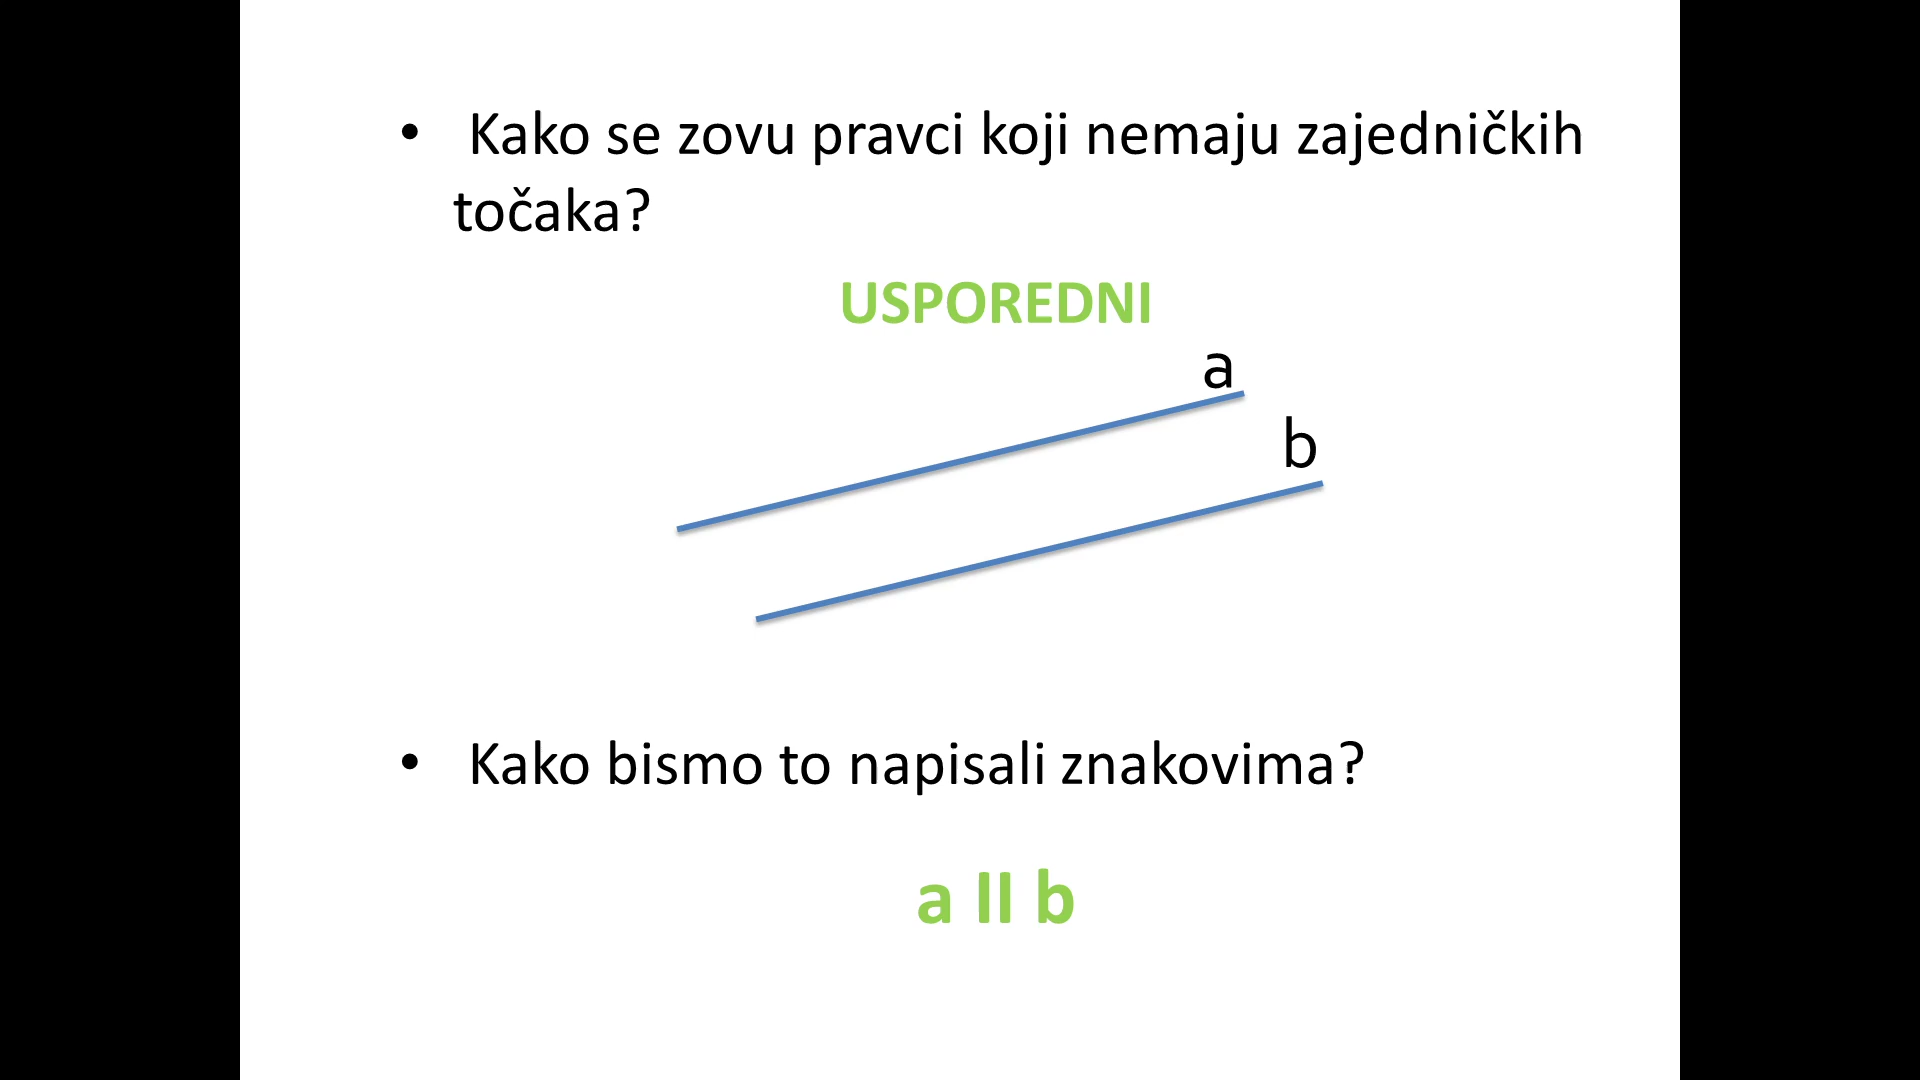 • Kako se zovu pravci koji nemaju zajedničkih
točaka?
USPOREDNI
a
b
• Kako bismo to napisali znakovima?
a II b